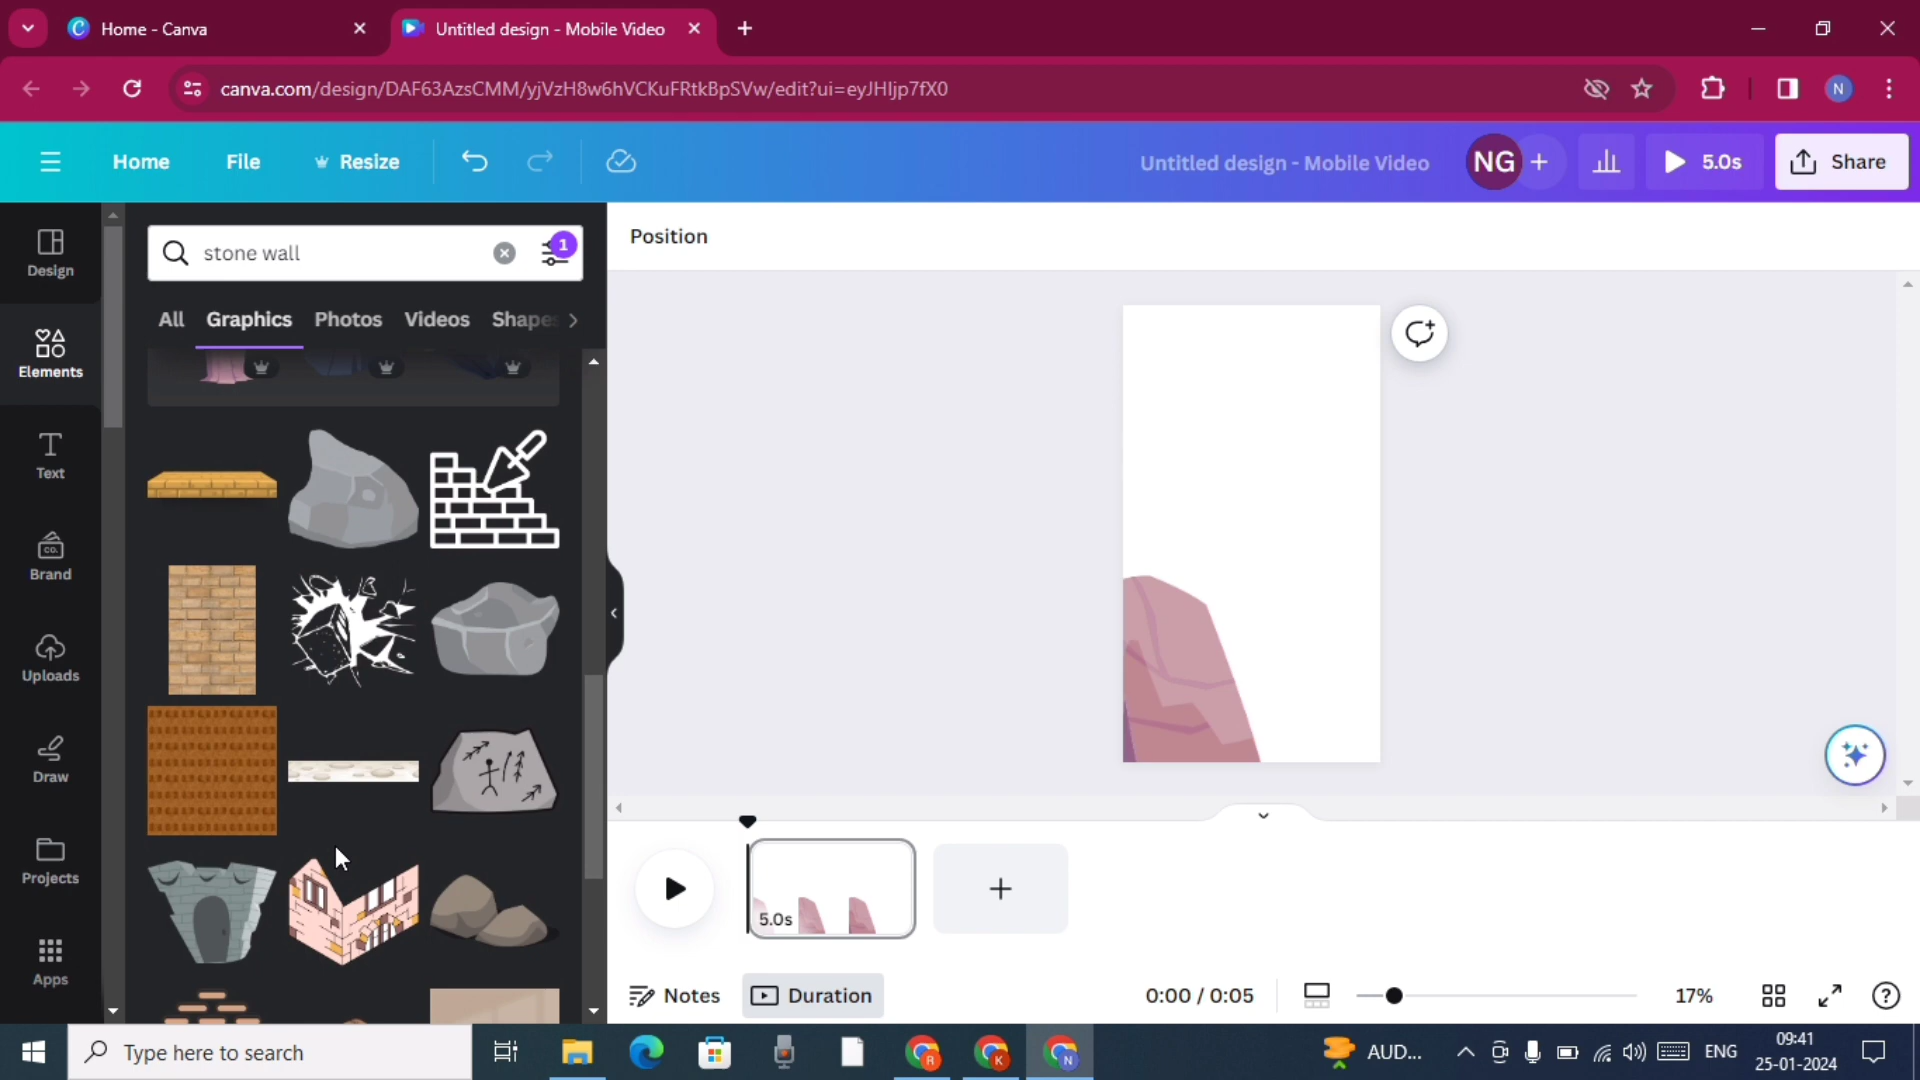 Home - Canva
Untitled design - Mobile Video
canva.com/design/DAF63AzsCMM/yjVzH8w6hVCKuFRtkBpSVw/edit?ui=eyJHIjp7fX0
N
Home
File
Resize
Untitled design - Mobile Video
NG
5.0s
Share
Design
Elements
Text
Brand
CO.
Uploads
Draw
Projects
Apps
stone wall
1
All
Graphics
Photos
Videos
Shapes
Position
5.0s
Notes
Duration
0:00 / 0:05
17%
Type here to search
R
K
N
AUD...
ENG
09:41
25-01-2024